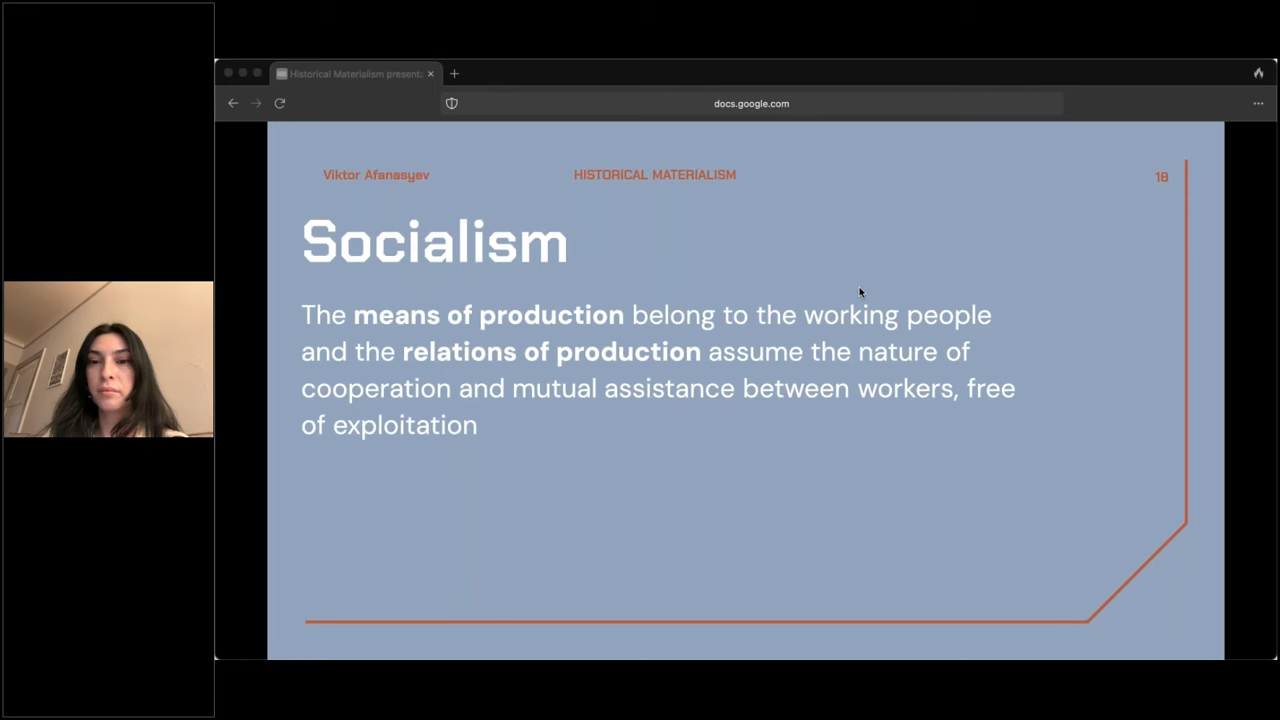 Historical Materialism present
docs.google.com
Viktor Afanasyev
HISTORICAL MATERIALISM
18
Socialism
The means of production belong to the working people
and the relations of production assume the nature of
cooperation and mutual assistance between workers, free
of exploitation